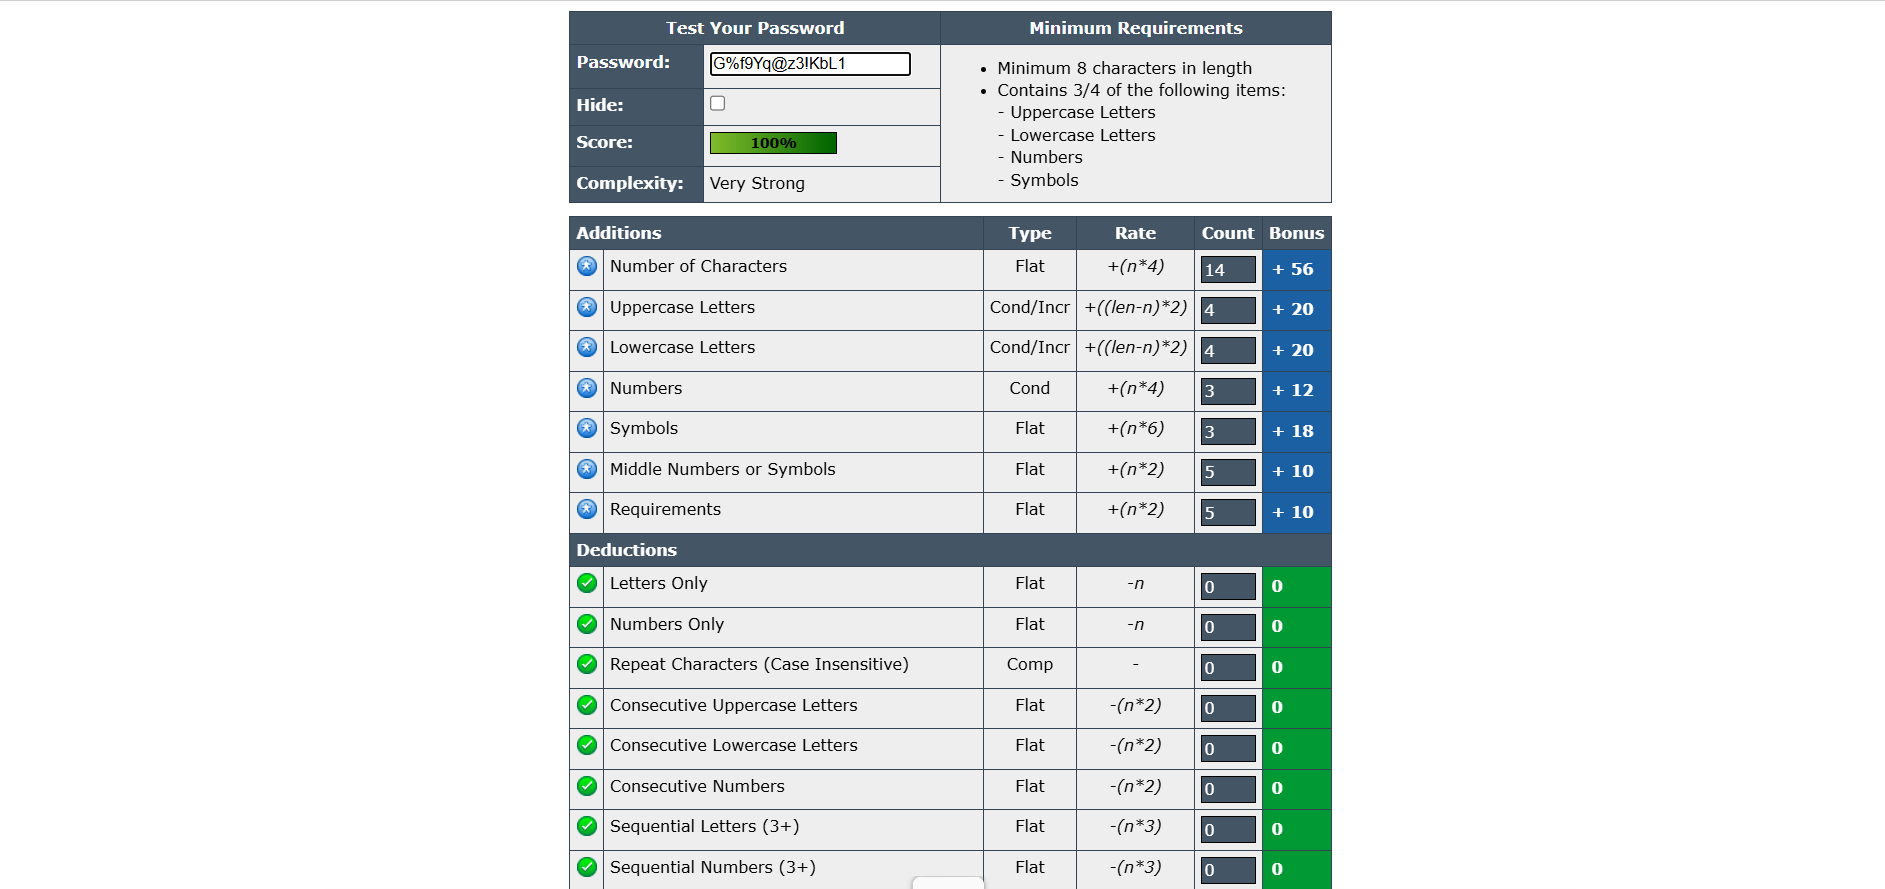 Test Your Password
Minimum Requirements
Password:
G%f9Yq@z3!KbL1
• Minimum 8 characters in length
• Contains 3/4 of the following items:
- Uppercase Letters
- Lowercase Letters
- Numbers
- Symbols
Hide:
Score:
100%
Complexity:
Very Strong
Additions Type Rate Count Bonus
Number of Characters Flat +(n*4) 14 + 56
Uppercase Letters Cond/Incr +((len-n)*2) 4 + 20
Lowercase Letters Cond/Incr +((len-n)*2) 4 + 20
Numbers Cond +(n*4) 3 + 12
Symbols Flat +(n*6) 3 + 18
Middle Numbers or Symbols Flat +(n*2) 5 + 10
Requirements Flat +(n*2) 5 + 10
Deductions
Letters Only Flat -n 0 0
Numbers Only Flat -n 0 0
Repeat Characters (Case Insensitive) Comp - 0 0
Consecutive Uppercase Letters Flat -(n*2) 0 0
Consecutive Lowercase Letters Flat -(n*2) 0 0
Consecutive Numbers Flat -(n*2) 0 0
Sequential Letters (3+) Flat -(n*3) 0 0
Sequential Numbers (3+) Flat -(n*3) 0 0